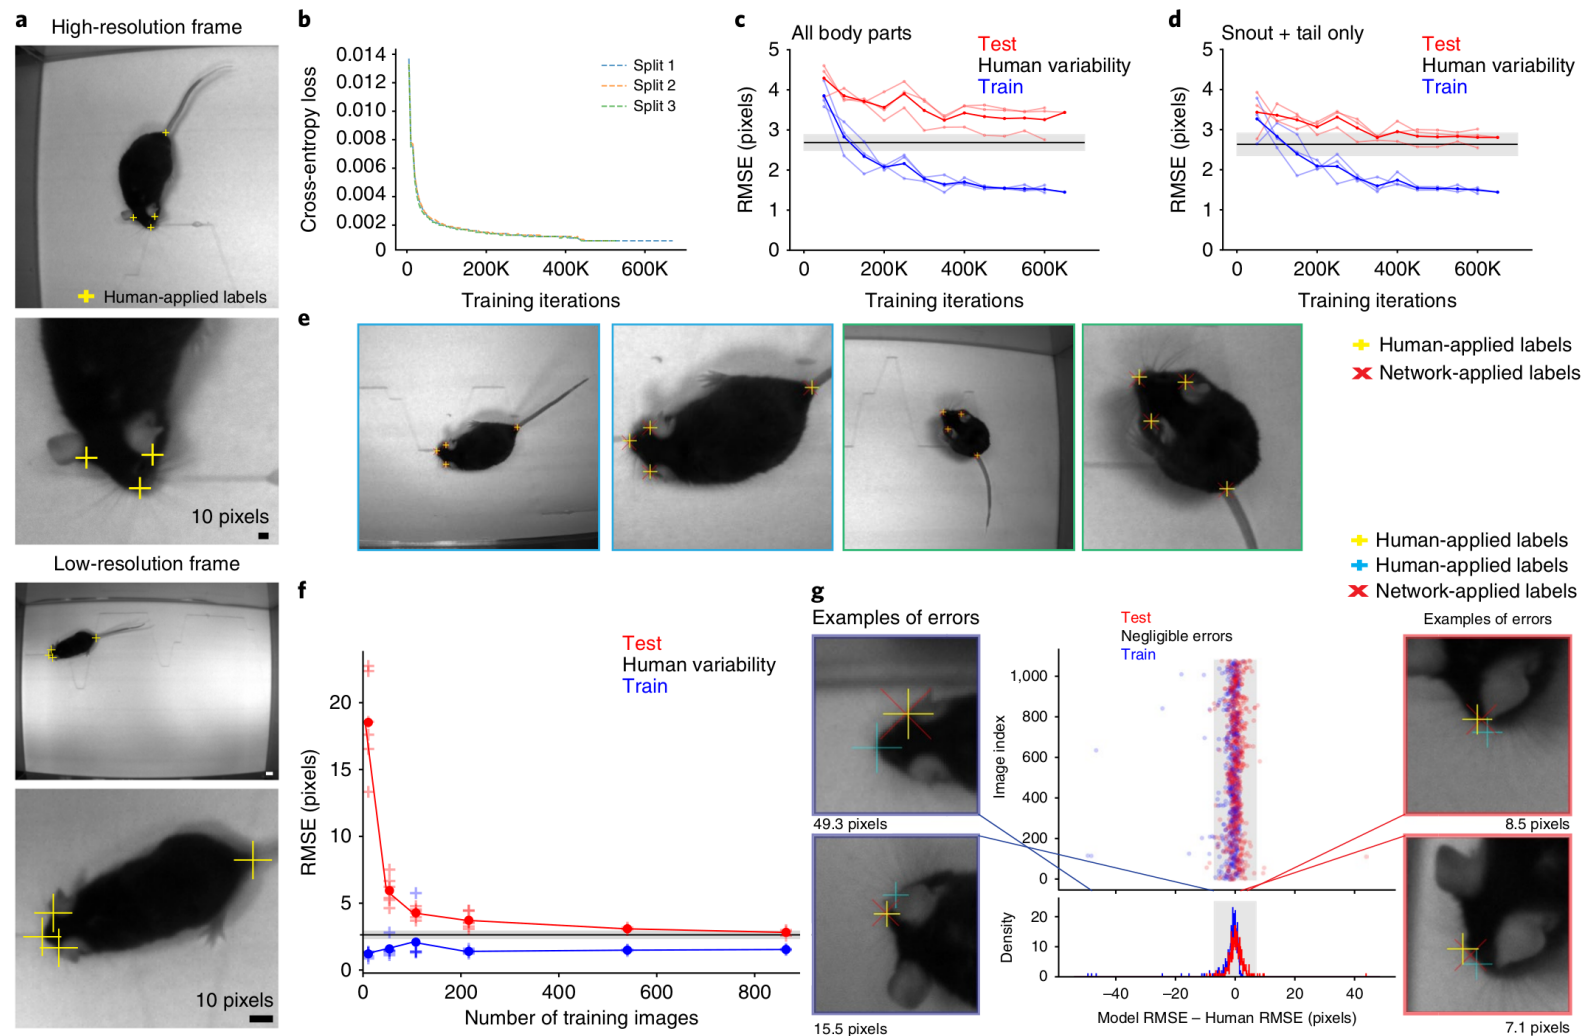 a
High-resolution frame
Human-applied labels
10 pixels
Low-resolution frame
10 pixels
b
0.014
0.012
0.010
0.008
0.006
0.004
0.002
0
Cross-entropy loss
Split 1
Split 2
Split 3
0 200K 400K 600K
Training iterations
c
All body parts
Test
Human variability
Train
5
4
3
2
1
0
RMSE (pixels)
0 200K 400K 600K
Training iterations
d
Snout + tail only
Test
Human variability
Train
5
4
3
2
1
0
RMSE (pixels)
0 200K 400K 600K
Training iterations
e
Human-applied labels
Network-applied labels
f
Test
Human variability
Train
20
15
10
5
0
RMSE (pixels)
0 200 400 600 800
Number of training images
g
Human-applied labels
Human-applied labels
Network-applied labels
Examples of errors
49.3 pixels
15.5 pixels
Test
Negligible errors
Train
1,000
800
600
400
200
0
Image index
20
10
0
Density
−40 −20 0 20 40
Model RMSE – Human RMSE (pixels)
Examples of errors
8.5 pixels
7.1 pixels